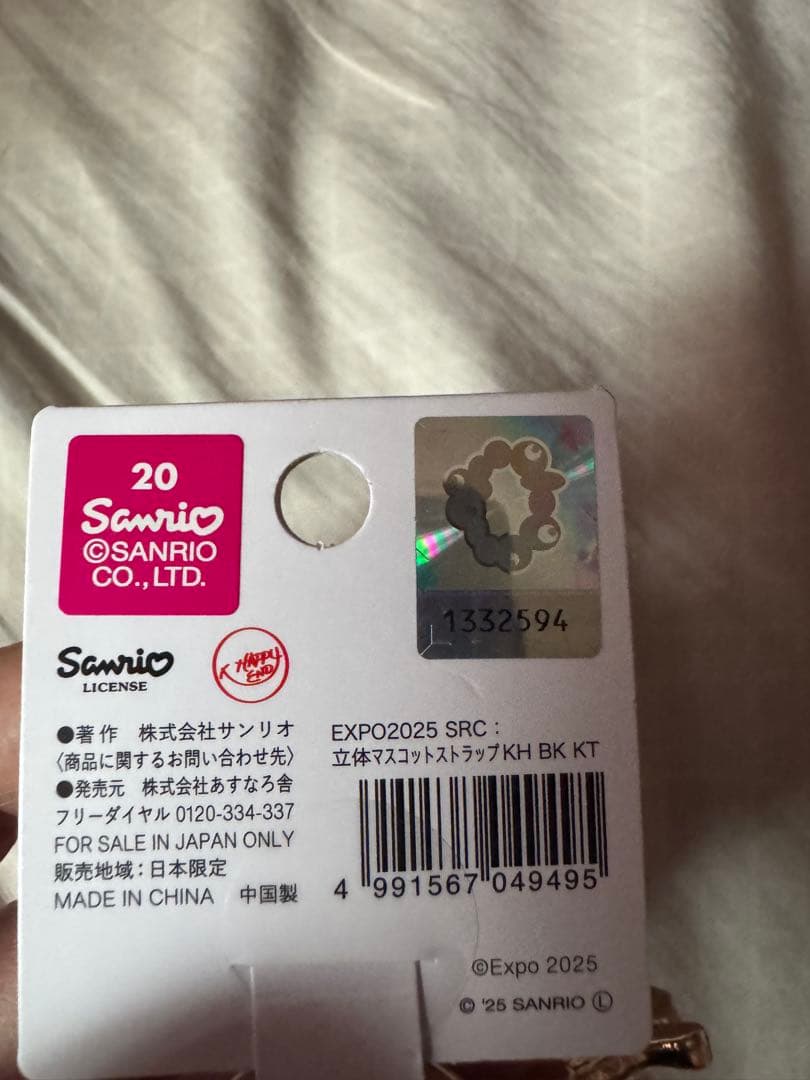 20
Sanrio
©SANRIO
CO.,LTD.
1332594
Sanrio
LICENSE
HAPPY
END
●著作 株式会社サンリオ
〈商品に関するお問い合わせ先〉
●発売元 株式会社あすなろ舎
フリーダイヤル 0120-334-337
FOR SALE IN JAPAN ONLY
販売地域：日本限定
MADE IN CHINA 中国製
EXPO2025 SRC：
立体マスコットストラップKH BK KT
4 991567 049495
©Expo 2025
© '25 SANRIO Ⓛ